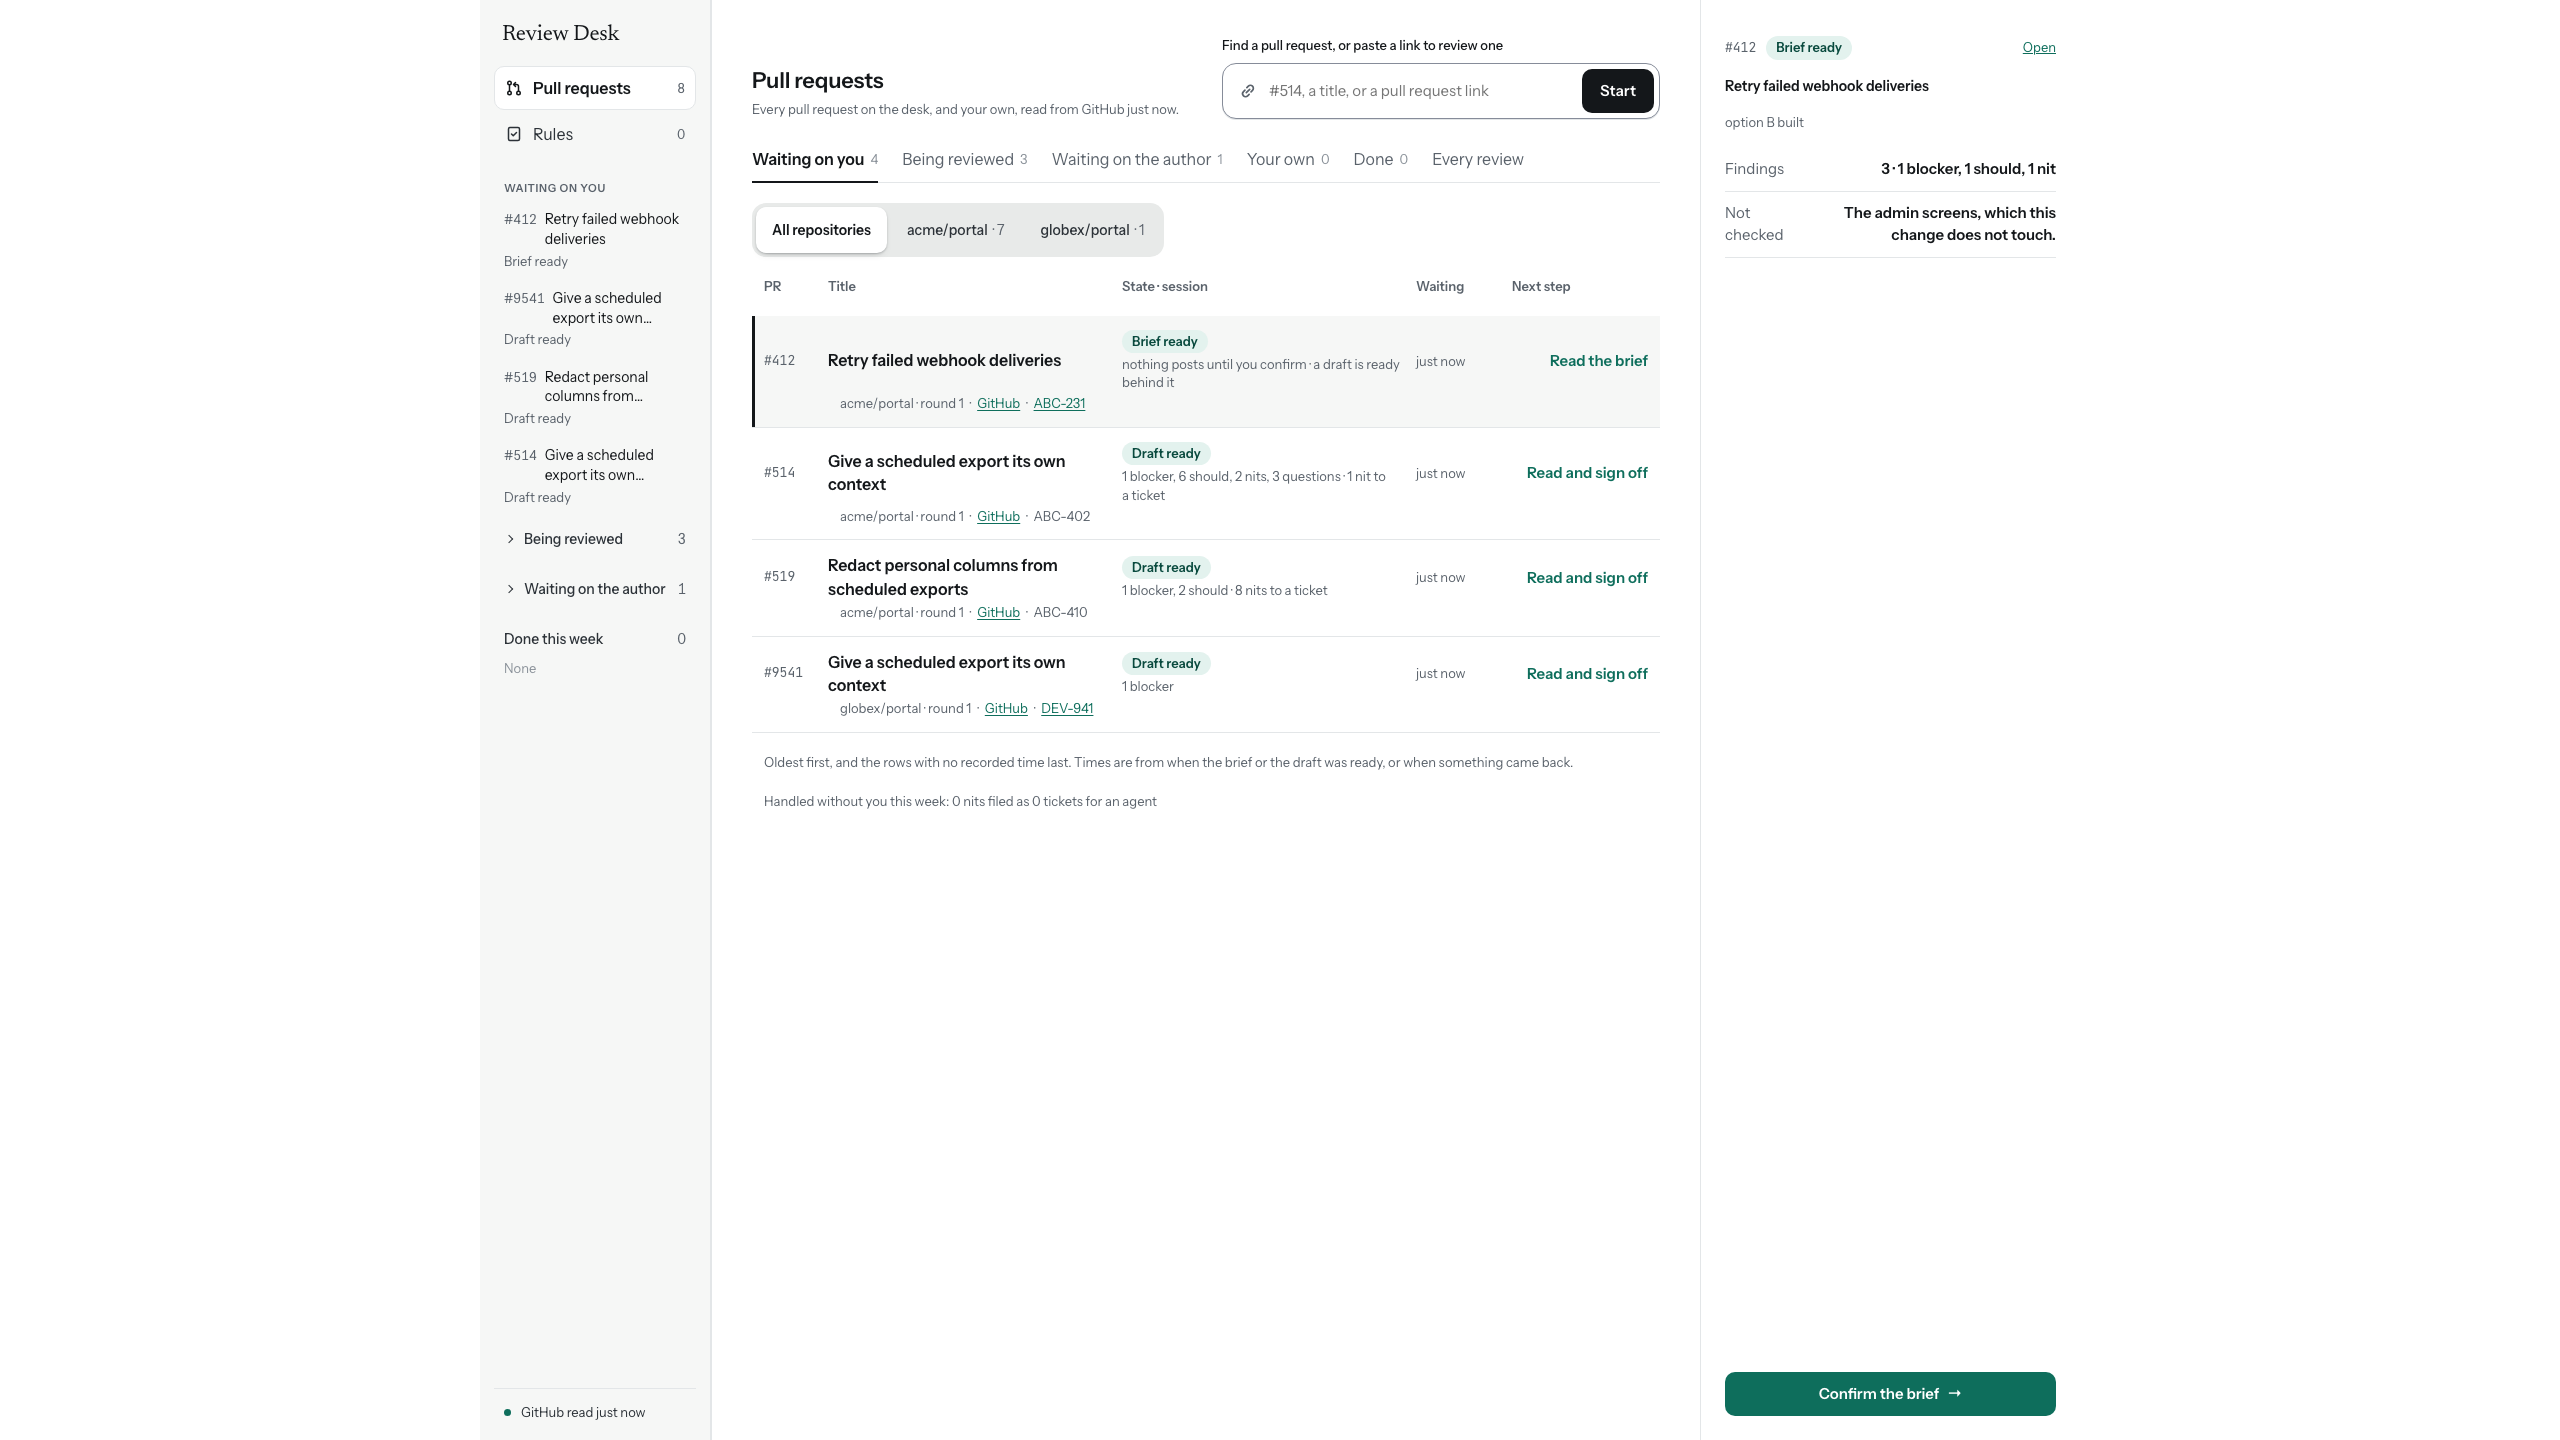 Review Desk
Pull requests 8
Rules 0
WAITING ON YOU
#412 Retry failed webhook
deliveries
Brief ready
#9541 Give a scheduled
export its own...
Draft ready
#519 Redact personal
columns from...
Draft ready
#514 Give a scheduled
export its own...
Draft ready
Being reviewed 3
Waiting on the author 1
Done this week 0
None
GitHub read just now
Find a pull request, or paste a link to review one
Pull requests
Every pull request on the desk, and your own, read from GitHub just now.
#514, a title, or a pull request link
Start
Waiting on you 4 Being reviewed 3 Waiting on the author 1 Your own 0 Done 0 Every review
All repositories acme/portal · 7 globex/portal · 1
PR Title State · session Waiting Next step
#412 Retry failed webhook deliveries
Brief ready
nothing posts until you confirm · a draft is ready
behind it
just now
Read the brief
acme/portal · round 1 · GitHub · ABC-231
#514 Give a scheduled export its own
context
Draft ready
1 blocker, 6 should, 2 nits, 3 questions · 1 nit to
a ticket
just now
Read and sign off
acme/portal · round 1 · GitHub · ABC-402
#519 Redact personal columns from
scheduled exports
Draft ready
1 blocker, 2 should · 8 nits to a ticket
just now
Read and sign off
acme/portal · round 1 · GitHub · ABC-410
#9541 Give a scheduled export its own
context
Draft ready
1 blocker
just now
Read and sign off
globex/portal · round 1 · GitHub · DEV-941
Oldest first, and the rows with no recorded time last. Times are from when the brief or the draft was ready, or when something came back.
Handled without you this week: 0 nits filed as 0 tickets for an agent
#412 Brief ready Open
Retry failed webhook deliveries
option B built
Findings 3 · 1 blocker, 1 should, 1 nit
Not checked
The admin screens, which this
change does not touch.
Confirm the brief →